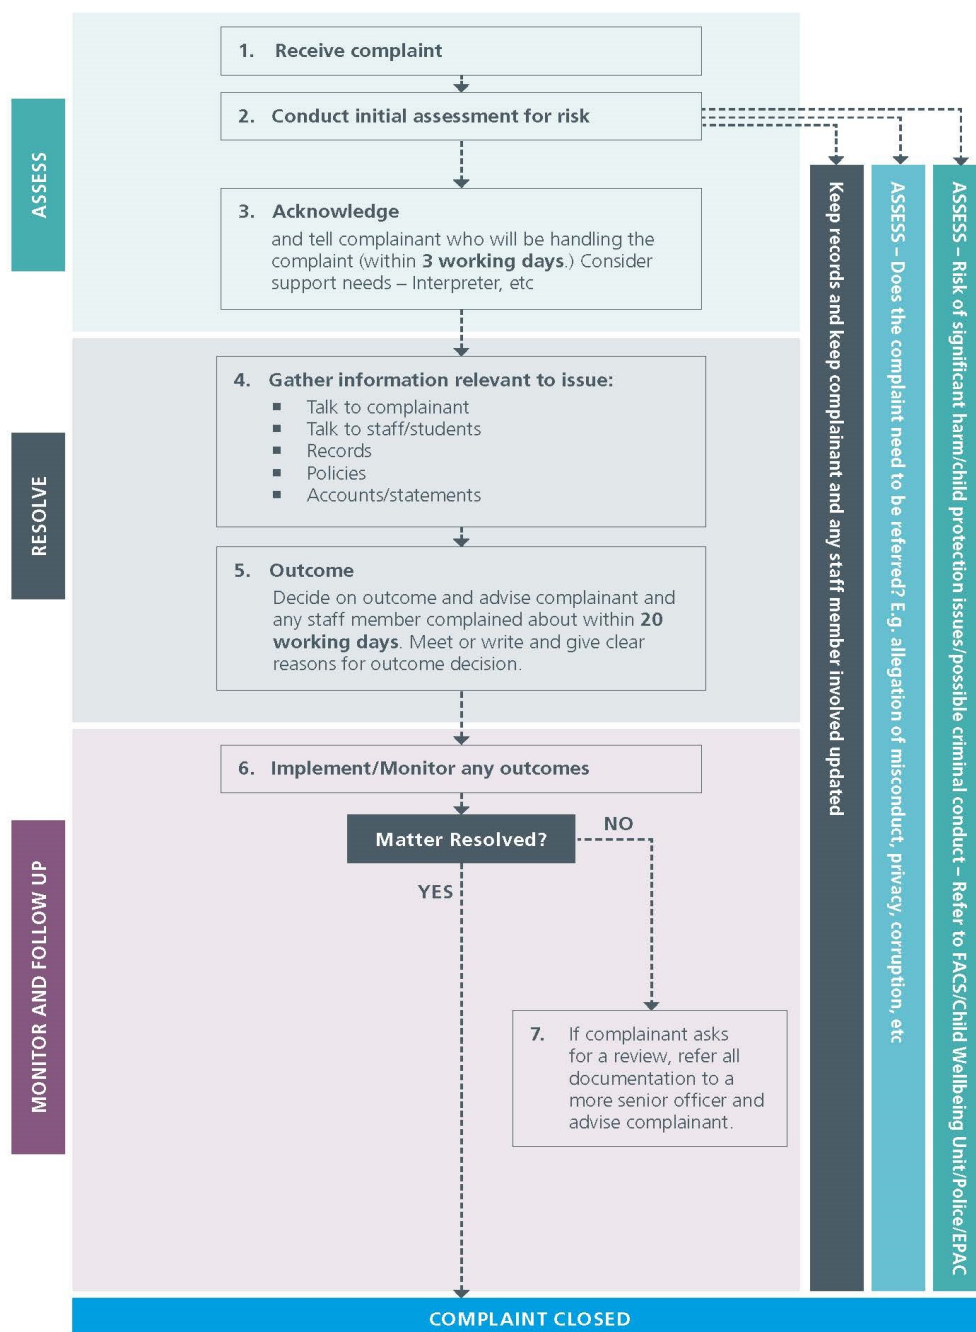 ASSESS
1. Receive complaint
2. Conduct initial assessment for risk
3. Acknowledge
and tell complainant who will be handling the
complaint (within 3 working days.) Consider
support needs – Interpreter, etc
RESOLVE
4. Gather information relevant to issue:
■ Talk to complainant
■ Talk to staff/students
■ Records
■ Policies
■ Accounts/statements
5. Outcome
Decide on outcome and advise complainant and
any staff member complained about within 20
working days. Meet or write and give clear
reasons for outcome decision.
MONITOR AND FOLLOW UP
6. Implement/Monitor any outcomes
Matter Resolved?
NO
YES
7. If complainant asks
for a review, refer all
documentation to a
more senior officer and
advise complainant.
Keep records and keep complainant and any staff member involved updated
ASSESS – Does the complaint need to be referred? E.g. allegation of misconduct, privacy, corruption, etc
ASSESS – Risk of significant harm/child protection issues/possible criminal conduct – Refer to FACS/Child Wellbeing Unit/Police/EPAC
COMPLAINT CLOSED